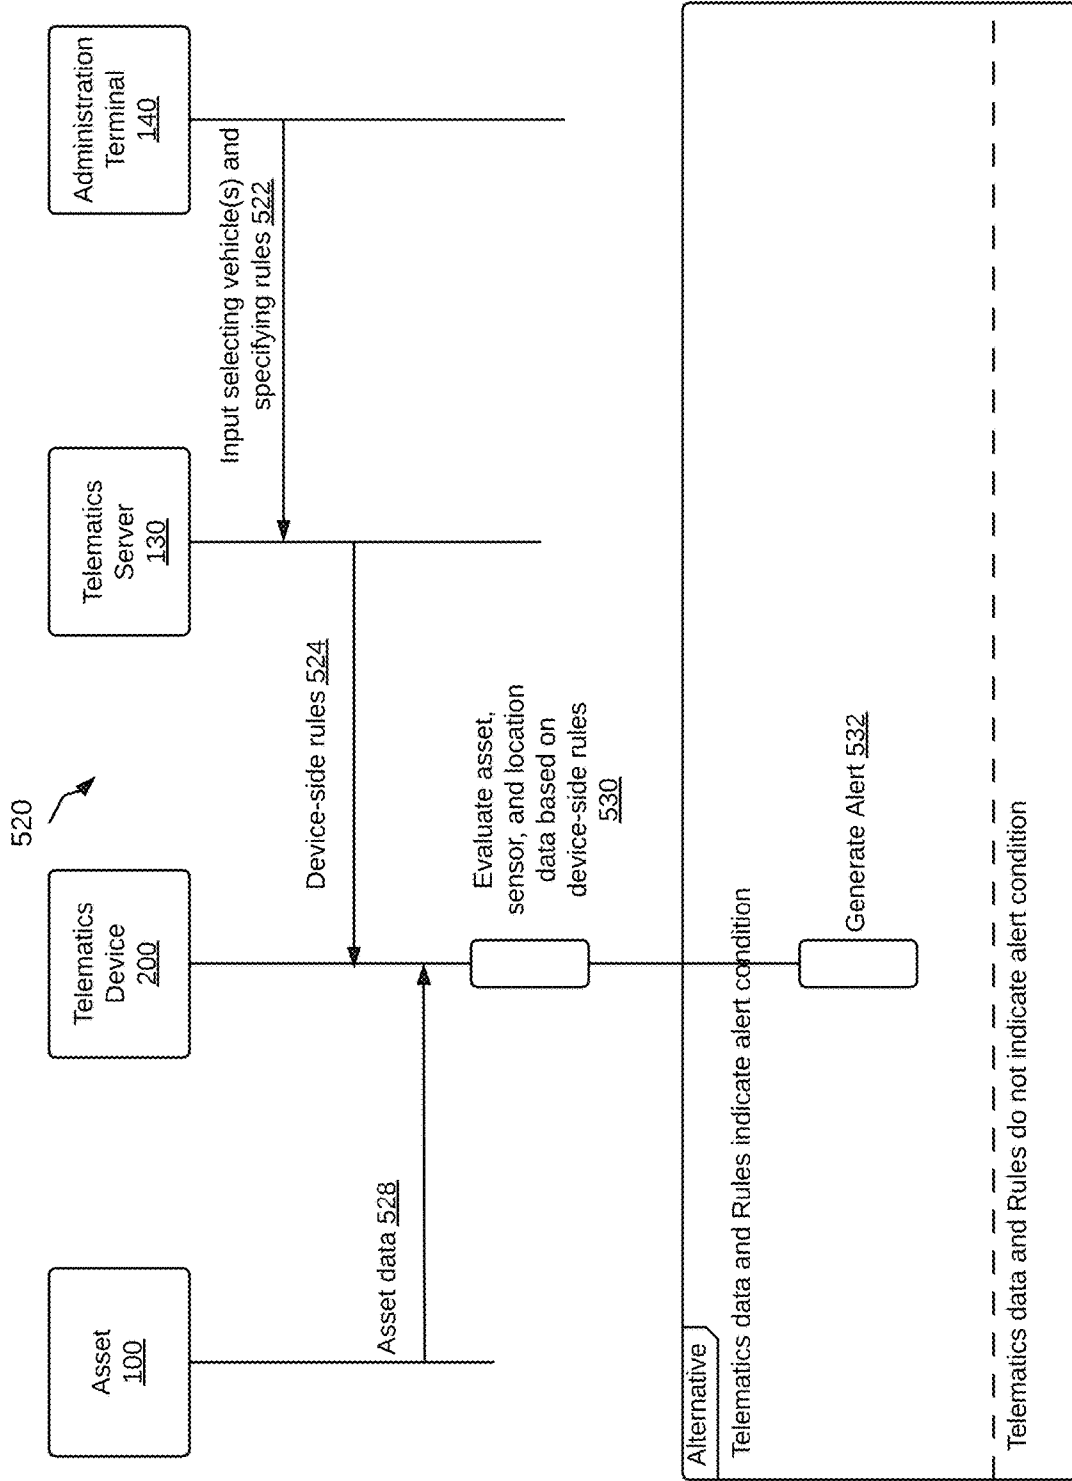 520
Asset
100
Telematics
Device
200
Telematics
Server
130
Administration
Terminal
140
Input selecting vehicle(s) and
specifying rules 522
Device-side rules 524
Asset data 528
Evaluate asset,
sensor, and location
data based on
device-side rules
530
Alternative
Telematics data and Rules indicate alert condition
Generate Alert 532
Telematics data and Rules do not indicate alert condition